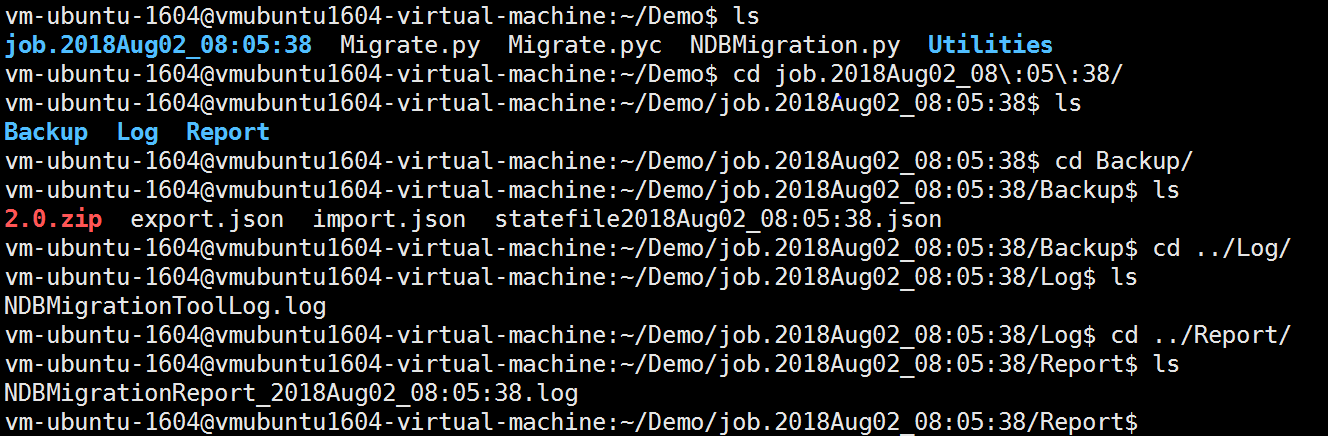 vm-ubuntu-1604@vmubuntu1604-virtual-machine:~/Demo$ ls
job.2018Aug02_08:05:38  Migrate.py  Migrate.pyc  NDBMigration.py  Utilities
vm-ubuntu-1604@vmubuntu1604-virtual-machine:~/Demo$ cd job.2018Aug02_08\:05\:38/
vm-ubuntu-1604@vmubuntu1604-virtual-machine:~/Demo/job.2018Aug02_08:05:38$ ls
Backup  Log  Report
vm-ubuntu-1604@vmubuntu1604-virtual-machine:~/Demo/job.2018Aug02_08:05:38$ cd Backup/
vm-ubuntu-1604@vmubuntu1604-virtual-machine:~/Demo/job.2018Aug02_08:05:38/Backup$ ls
2.0.zip  export.json  import.json  statefile2018Aug02_08:05:38.json
vm-ubuntu-1604@vmubuntu1604-virtual-machine:~/Demo/job.2018Aug02_08:05:38/Backup$ cd ../Log/
vm-ubuntu-1604@vmubuntu1604-virtual-machine:~/Demo/job.2018Aug02_08:05:38/Log$ ls
NDBMigrationToolLog.log
vm-ubuntu-1604@vmubuntu1604-virtual-machine:~/Demo/job.2018Aug02_08:05:38/Log$ cd ../Report/
vm-ubuntu-1604@vmubuntu1604-virtual-machine:~/Demo/job.2018Aug02_08:05:38/Report$ ls
NDBMigrationReport_2018Aug02_08:05:38.log
vm-ubuntu-1604@vmubuntu1604-virtual-machine:~/Demo/job.2018Aug02_08:05:38/Report$